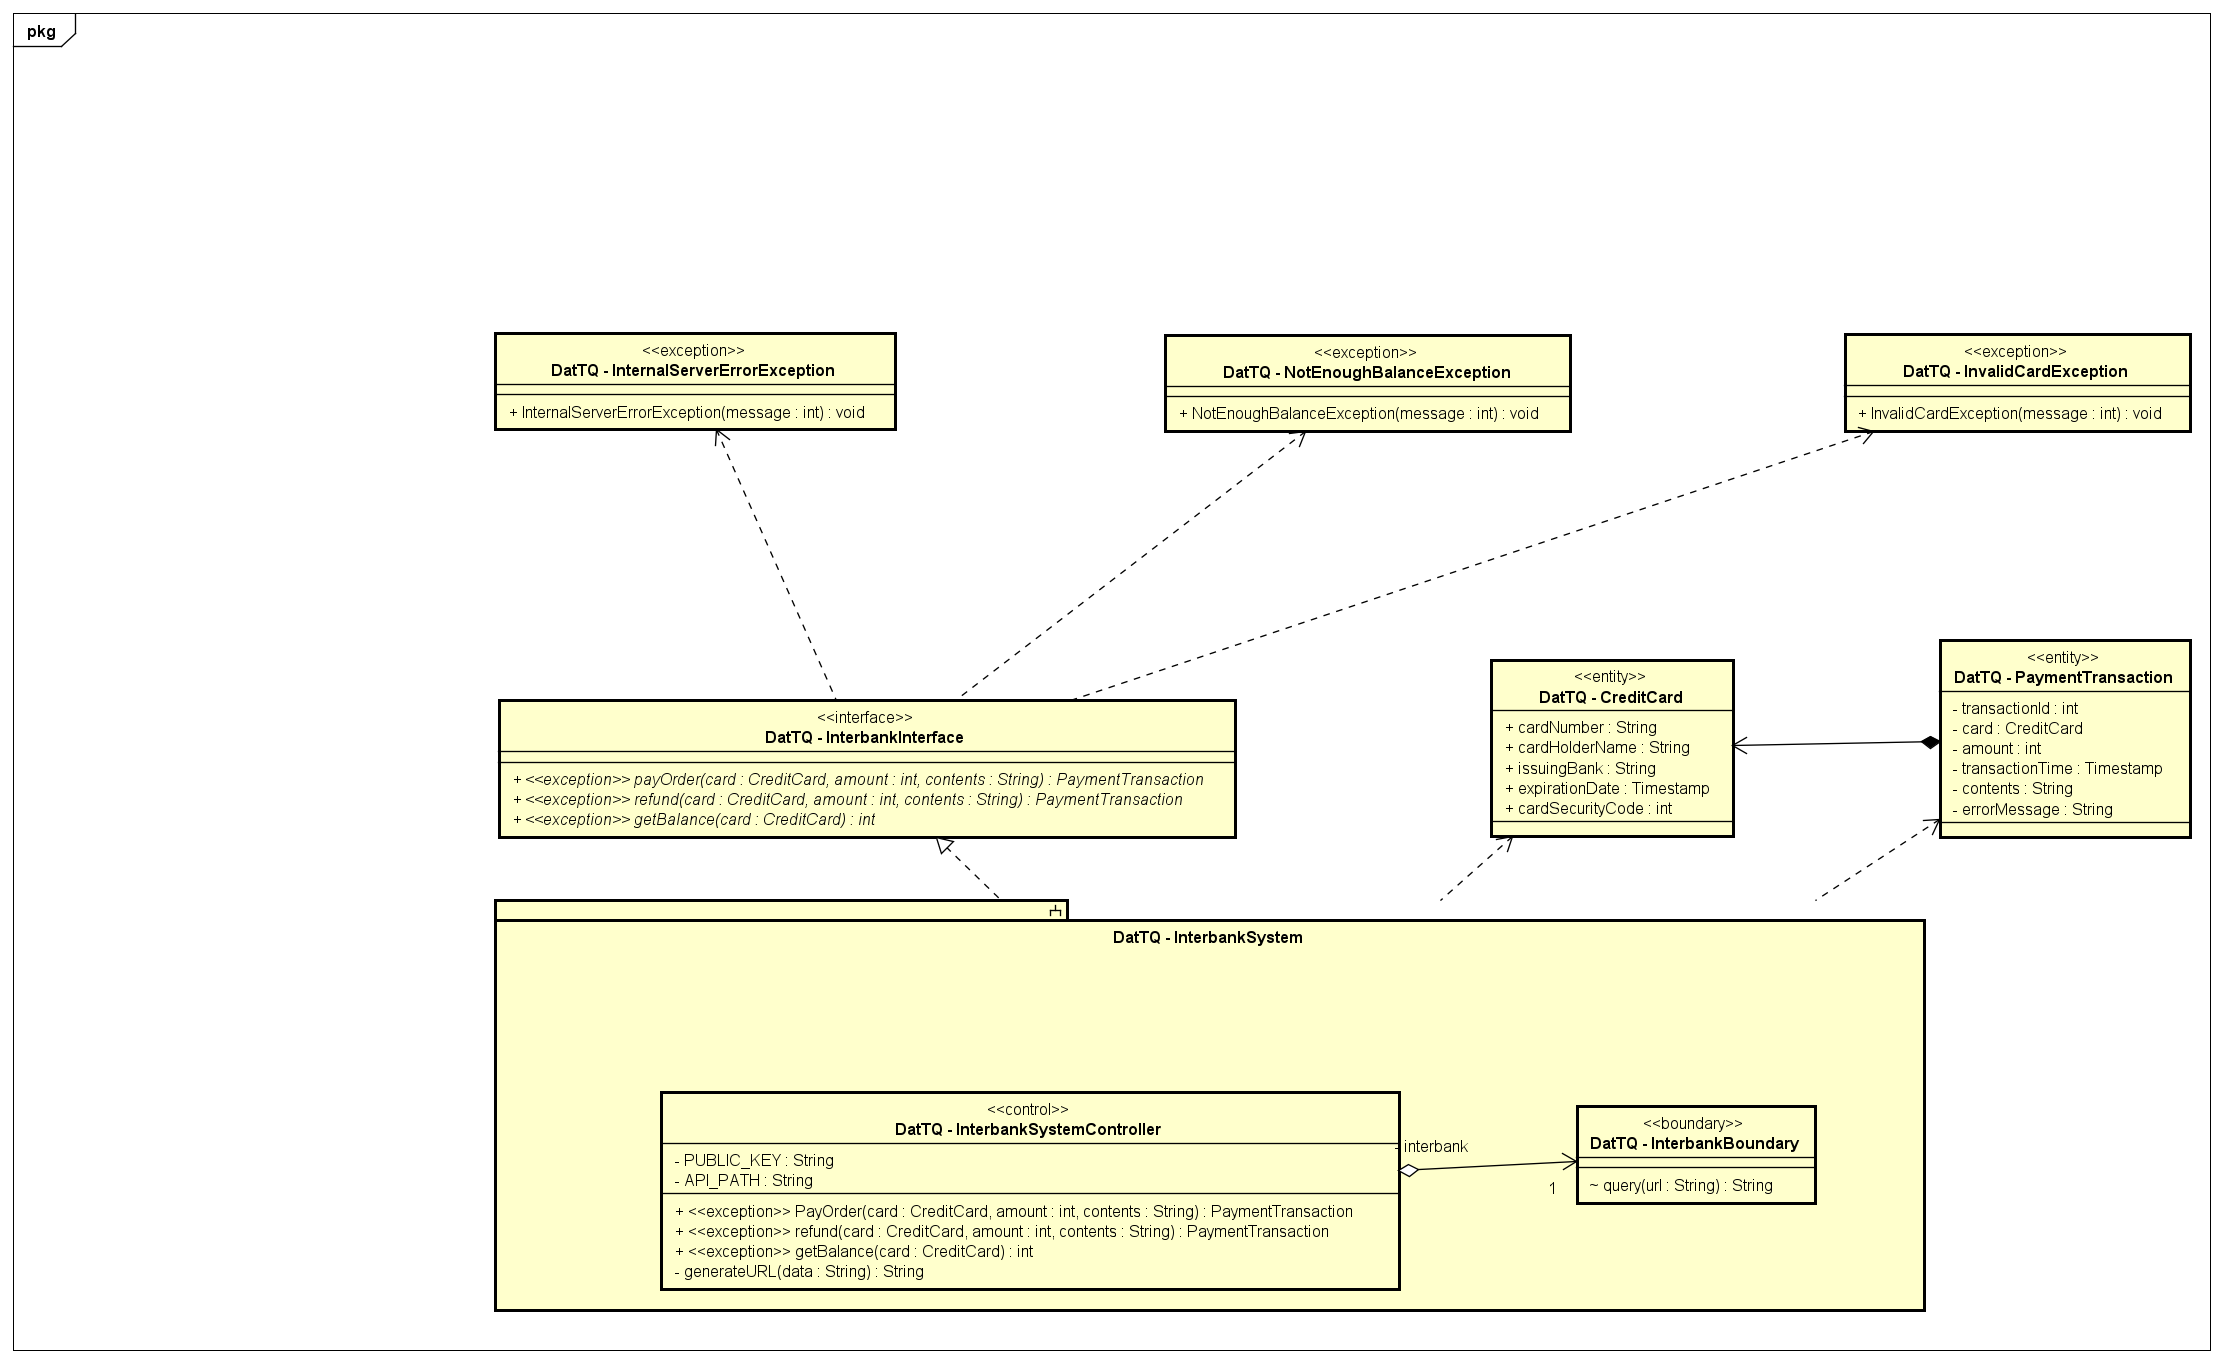 pkg
<<exception>>
DatTQ - InternalServerErrorException
+ InternalServerErrorException(message : int) : void
<<exception>>
DatTQ - NotEnoughBalanceException
+ NotEnoughBalanceException(message : int) : void
<<exception>>
DatTQ - InvalidCardException
+ InvalidCardException(message : int) : void
<<interface>>
DatTQ - InterbankInterface
+ <<exception>> payOrder(card : CreditCard, amount : int, contents : String) : PaymentTransaction
+ <<exception>> refund(card : CreditCard, amount : int, contents : String) : PaymentTransaction
+ <<exception>> getBalance(card : CreditCard) : int
<<entity>>
DatTQ - CreditCard
+ cardNumber : String
+ cardHolderName : String
+ issuingBank : String
+ expirationDate : Timestamp
+ cardSecurityCode : int
<<entity>>
DatTQ - PaymentTransaction
- transactionId : int
- card : CreditCard
- amount : int
- transactionTime : Timestamp
- contents : String
- errorMessage : String
DatTQ - InterbankSystem
<<control>>
DatTQ - InterbankSystemController
- PUBLIC_KEY : String
- API_PATH : String
+ <<exception>> PayOrder(card : CreditCard, amount : int, contents : String) : PaymentTransaction
+ <<exception>> refund(card : CreditCard, amount : int, contents : String) : PaymentTransaction
+ <<exception>> getBalance(card : CreditCard) : int
- generateURL(data : String) : String
- interbank
1
<<boundary>>
DatTQ - InterbankBoundary
~ query(url : String) : String